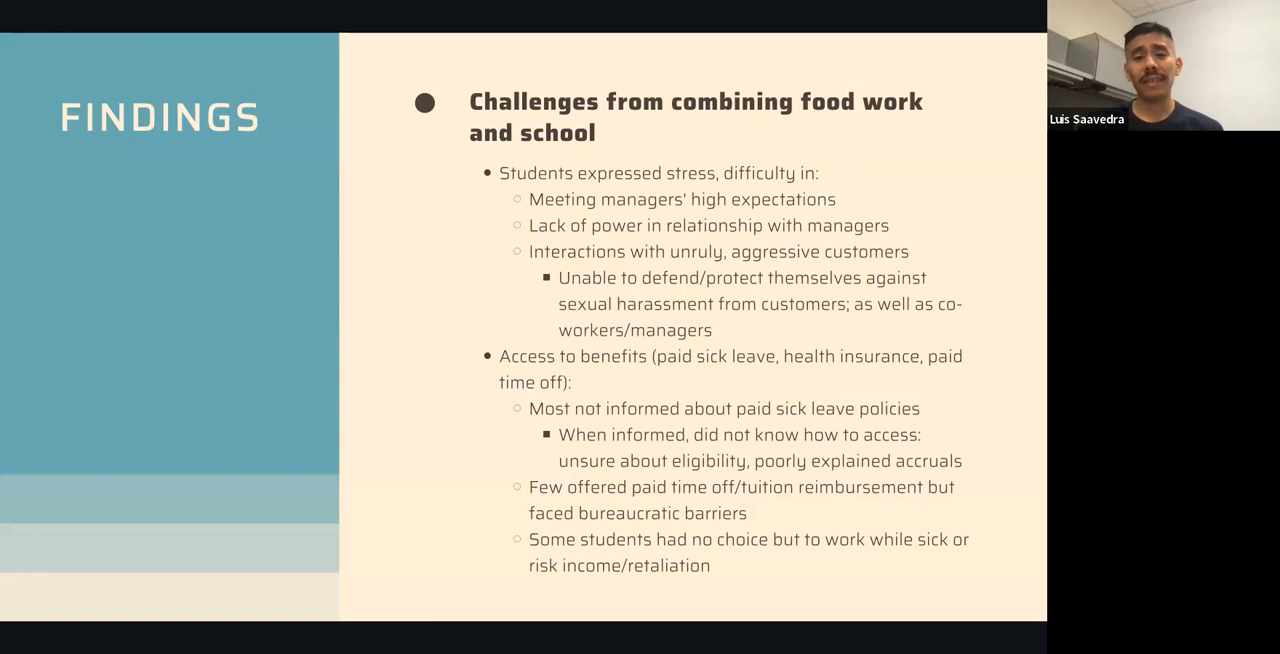 FINDINGS
Challenges from combining food work
and school
Students expressed stress, difficulty in:
Meeting managers' high expectations
Lack of power in relationship with managers
Interactions with unruly, aggressive customers
Unable to defend/protect themselves against
sexual harassment from customers; as well as co-
workers/managers
Access to benefits (paid sick leave, health insurance, paid
time off):
Most not informed about paid sick leave policies
When informed, did not know how to access:
unsure about eligibility, poorly explained accruals
Few offered paid time off/tuition reimbursement but
faced bureaucratic barriers
Some students had no choice but to work while sick or
risk income/retaliation
Luis Saavedra